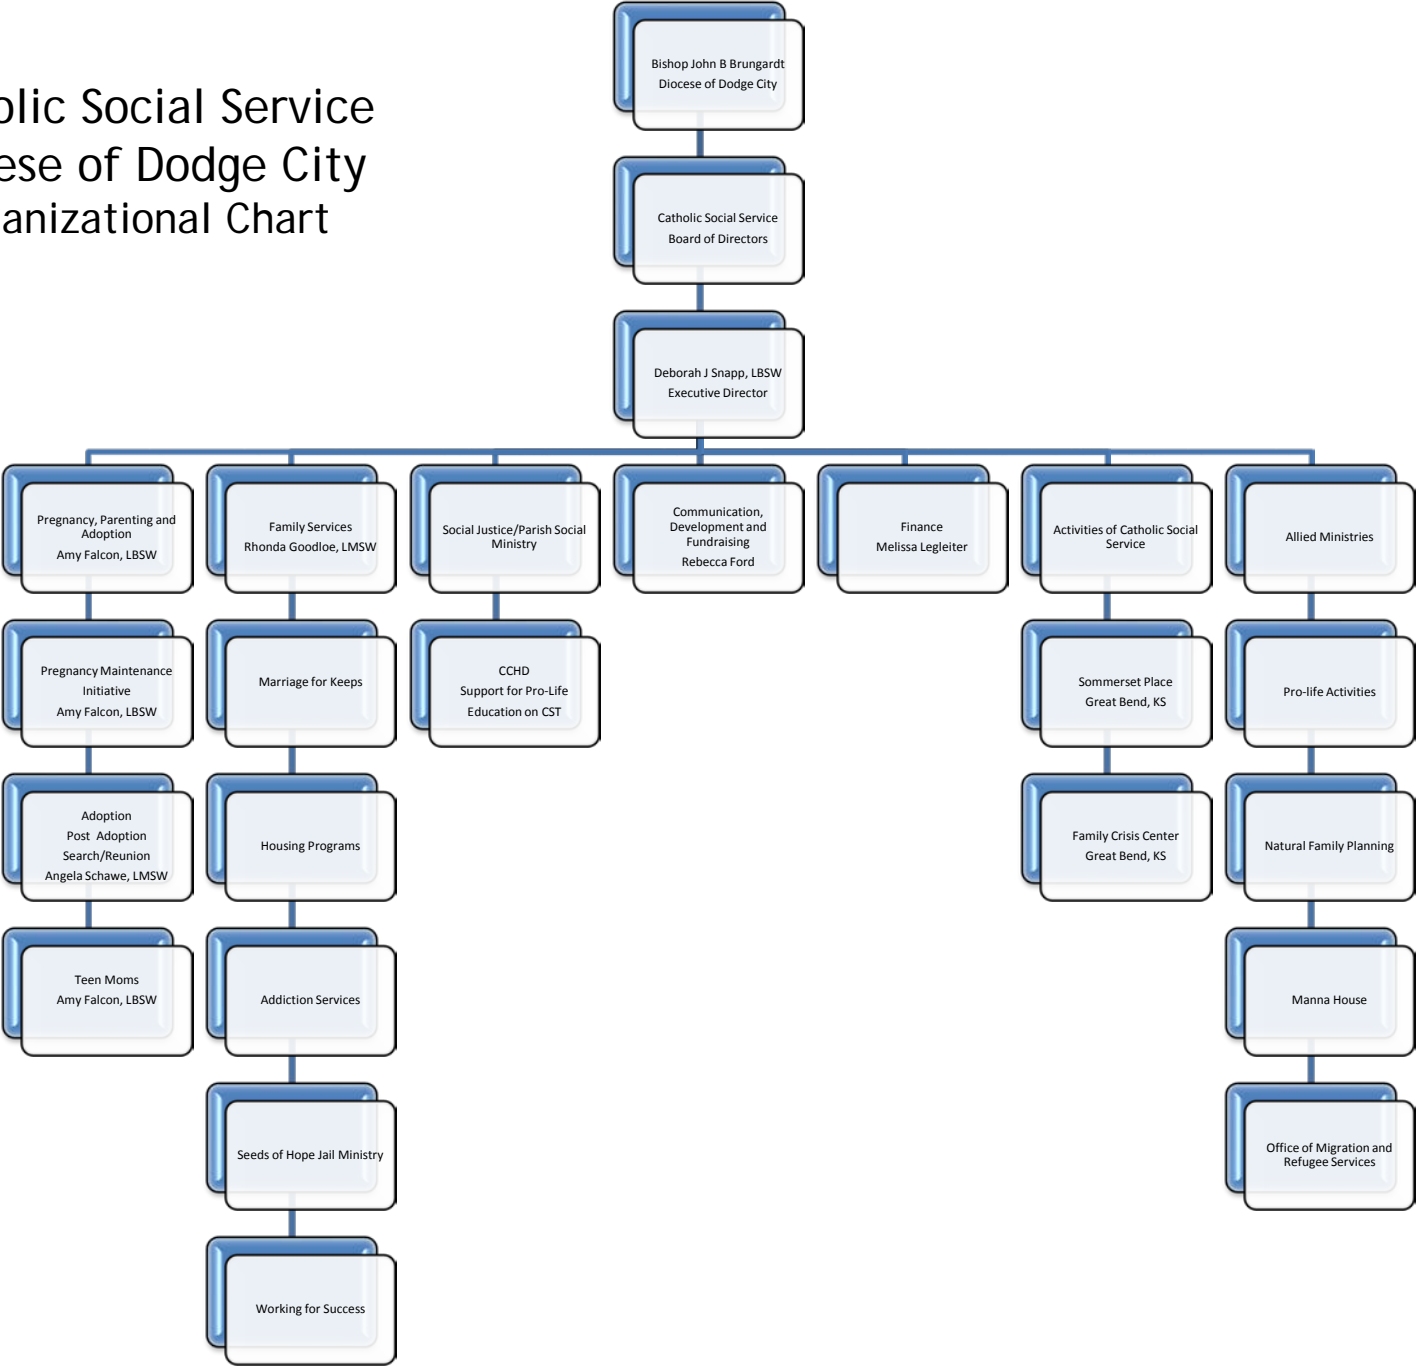 olic Social Service
ese of Dodge City
anizational Chart
Bishop John B Brungardt
Diocese of Dodge City
Catholic Social Service
Board of Directors
Deborah J Snapp, LBSW
Executive Director
Pregnancy, Parenting and
Adoption
Amy Falcon, LBSW
Family Services
Rhonda Goodloe, LMSW
Social Justice/Parish Social
Ministry
Communication,
Development and
Fundraising
Rebecca Ford
Finance
Melissa Legleiter
Activities of Catholic Social
Service
Allied Ministries
Pregnancy Maintenance
Initiative
Amy Falcon, LBSW
Marriage for Keeps
CCHD
Support for Pro-Life
Education on CST
Sommerset Place
Great Bend, KS
Pro-life Activities
Adoption
Post Adoption
Search/Reunion
Angela Schawe, LMSW
Housing Programs
Family Crisis Center
Great Bend, KS
Natural Family Planning
Teen Moms
Amy Falcon, LBSW
Addiction Services
Manna House
Seeds of Hope Jail Ministry
Office of Migration and
Refugee Services
Working for Success